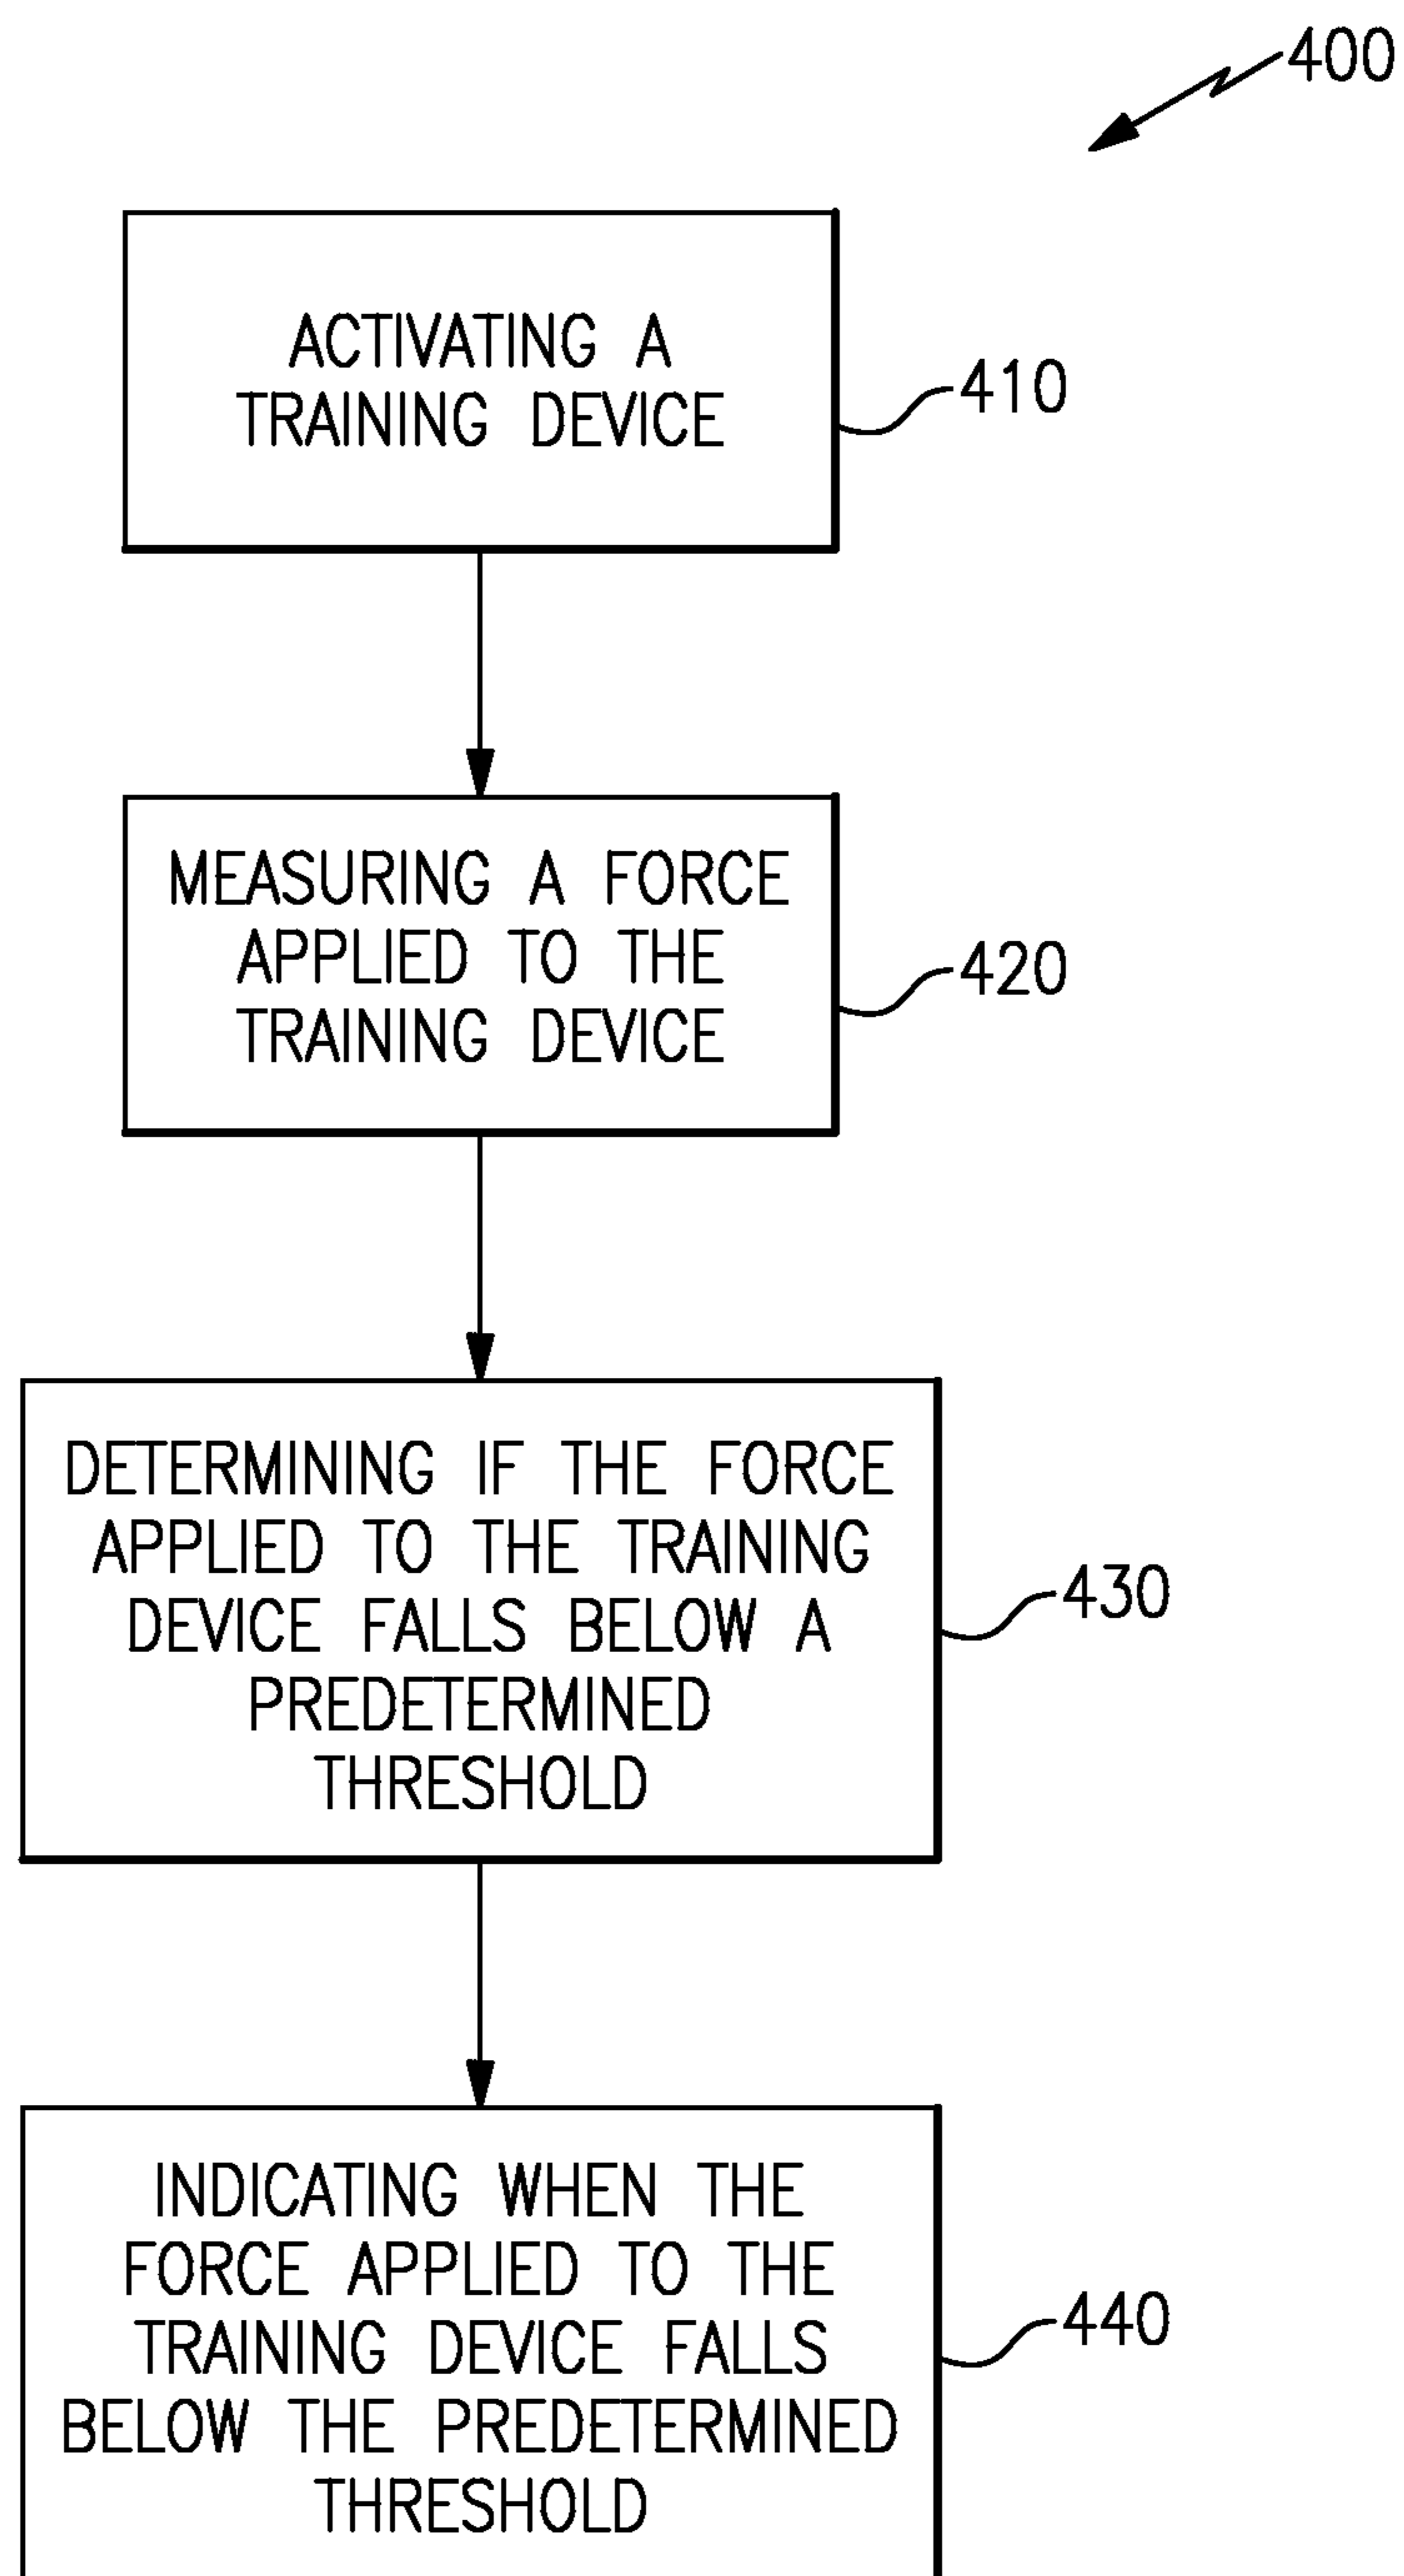 400
ACTIVATING A
TRAINING DEVICE
410
MEASURING A FORCE
APPLIED TO THE
TRAINING DEVICE
420
DETERMINING IF THE FORCE
APPLIED TO THE TRAINING
DEVICE FALLS BELOW A
PREDETERMINED
THRESHOLD
430
INDICATING WHEN THE
FORCE APPLIED TO THE
TRAINING DEVICE FALLS
BELOW THE PREDETERMINED
THRESHOLD
440